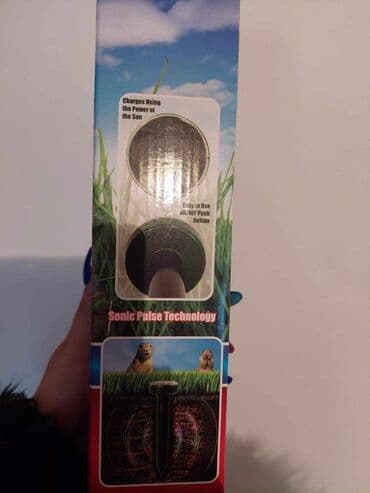 Charges Using
the Power of
the Sun
Easy to Use
ON/OFF Push
Button
Sonic Pulse Technology